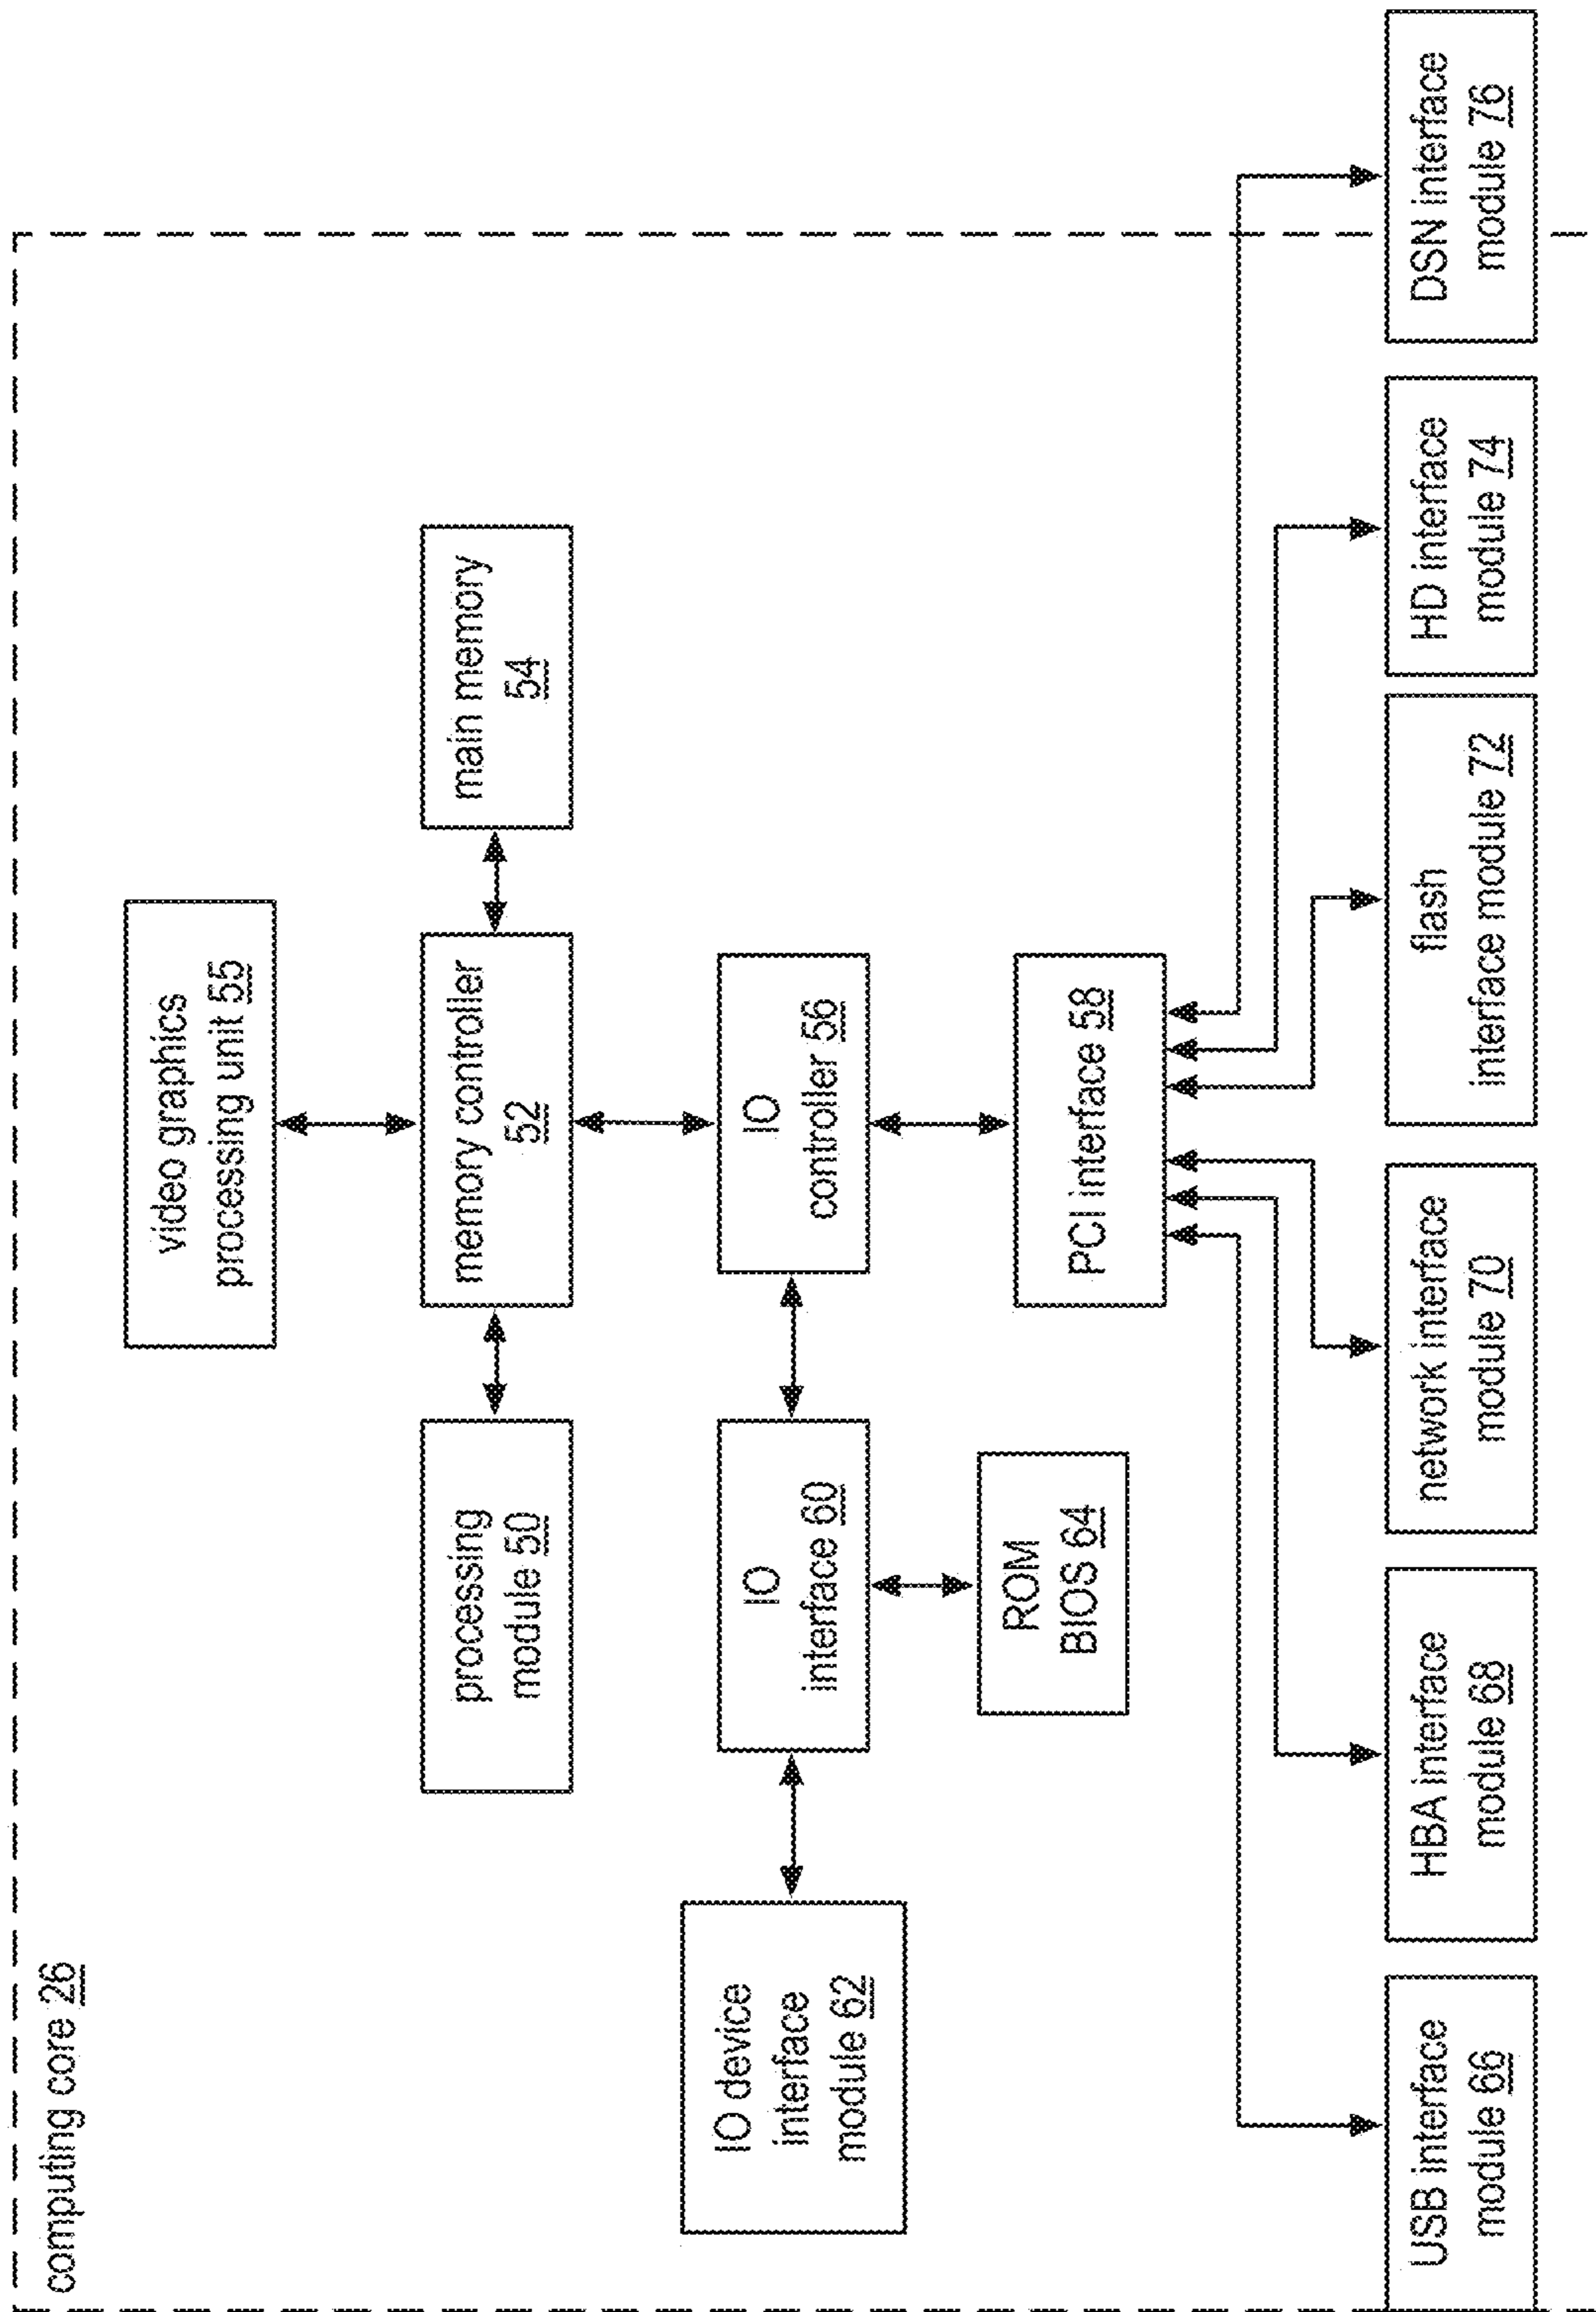 computing core 26
video graphics
processing unit 55
processing
module 50
memory controller
52
main memory
54
IO device
interface
module 62
IO
interface 60
IO
controller 56
ROM
BIOS 64
PCI interface 58
USB interface
module 66
HBA interface
module 68
network interface
module 70
flash
interface module 72
HD interface
module 74
DSN interface
module 76